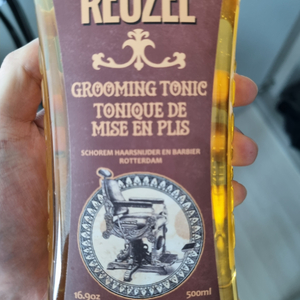 REUZEL
GROOMING TONIC
TONIQUE DE
MISE EN PLIS
SCHOREM HAARSNIJDER EN BARBIER
ROTTERDAM
16.9oz 500ml